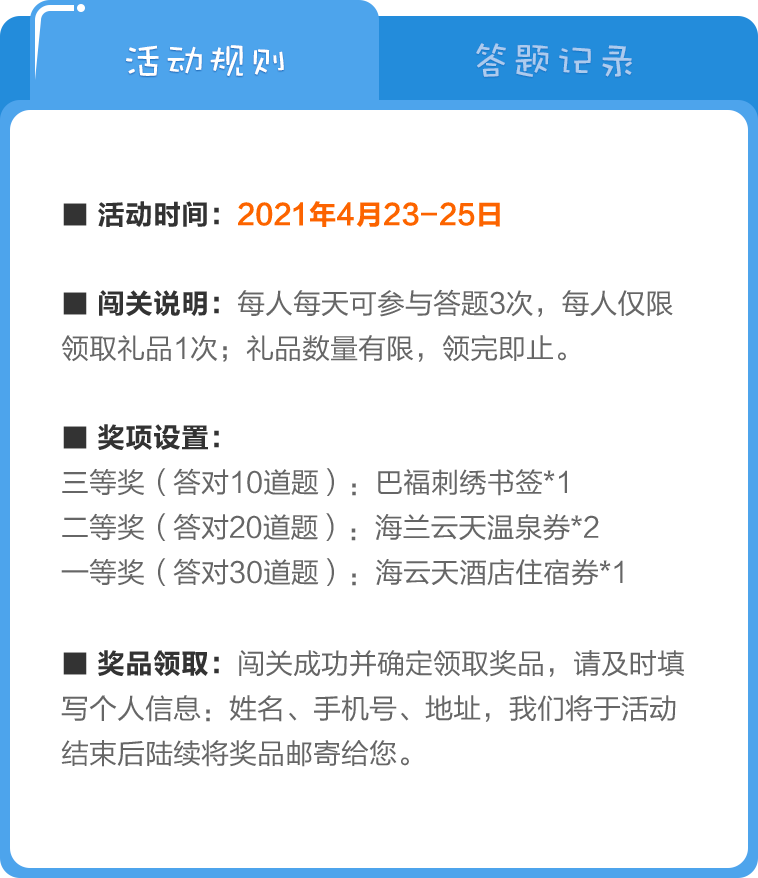 活动规则
答题记录
■ 活动时间：2021年4月23-25日
■ 闯关说明：每人每天可参与答题3次，每人仅限
领取礼品1次；礼品数量有限，领完即止。
■ 奖项设置：
三等奖（答对10道题）：巴福刺绣书签*1
二等奖（答对20道题）：海兰云天温泉券*2
一等奖（答对30道题）：海云天酒店住宿券*1
■ 奖品领取：闯关成功并确定领取奖品，请及时填
写个人信息：姓名、手机号、地址，我们将于活动
结束后陆续将奖品邮寄给您。